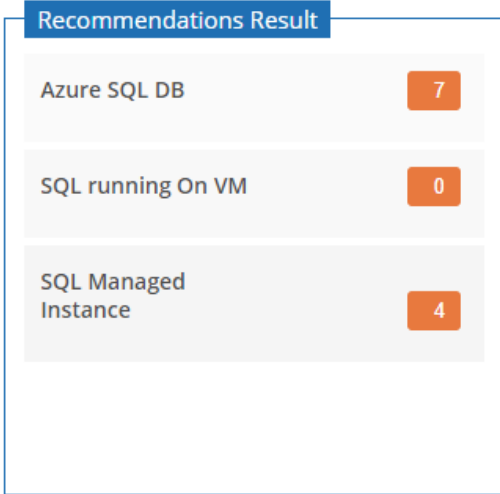 Recommendations Result
Azure SQL DB
7
SQL running On VM
0
SQL Managed
Instance
4